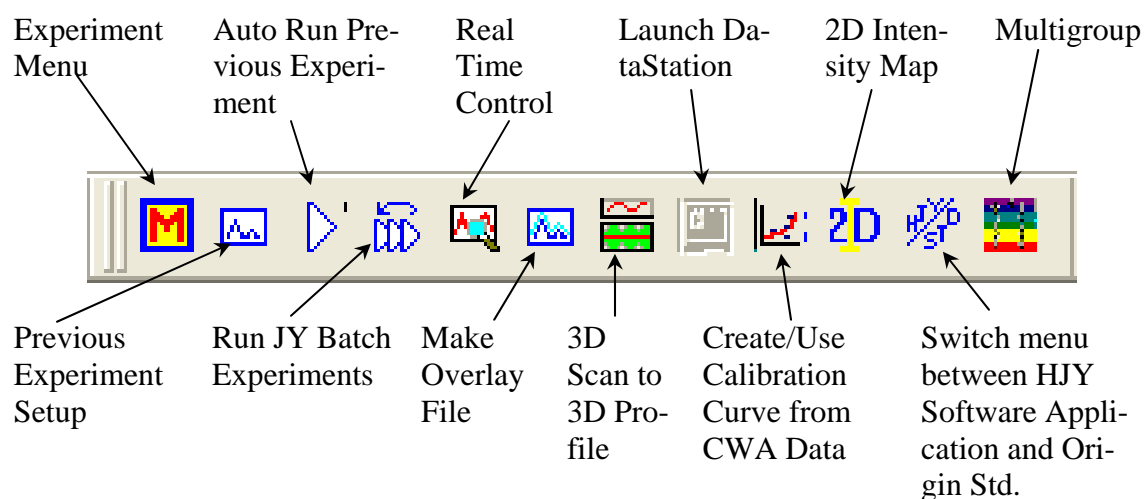 Experiment
Menu
Auto Run Pre-
vious Experi-
ment
Real
Time
Control
Launch Da-
taStation
2D Inten-
sity Map
Multigroup
M
2D
Previous
Experiment
Setup
Run JY Batch
Experiments
Make
Overlay
File
3D
Scan to
3D Pro-
file
Create/Use
Calibration
Curve from
CWA Data
Switch menu
between HJY
Software Appli-
cation and Ori-
gin Std.